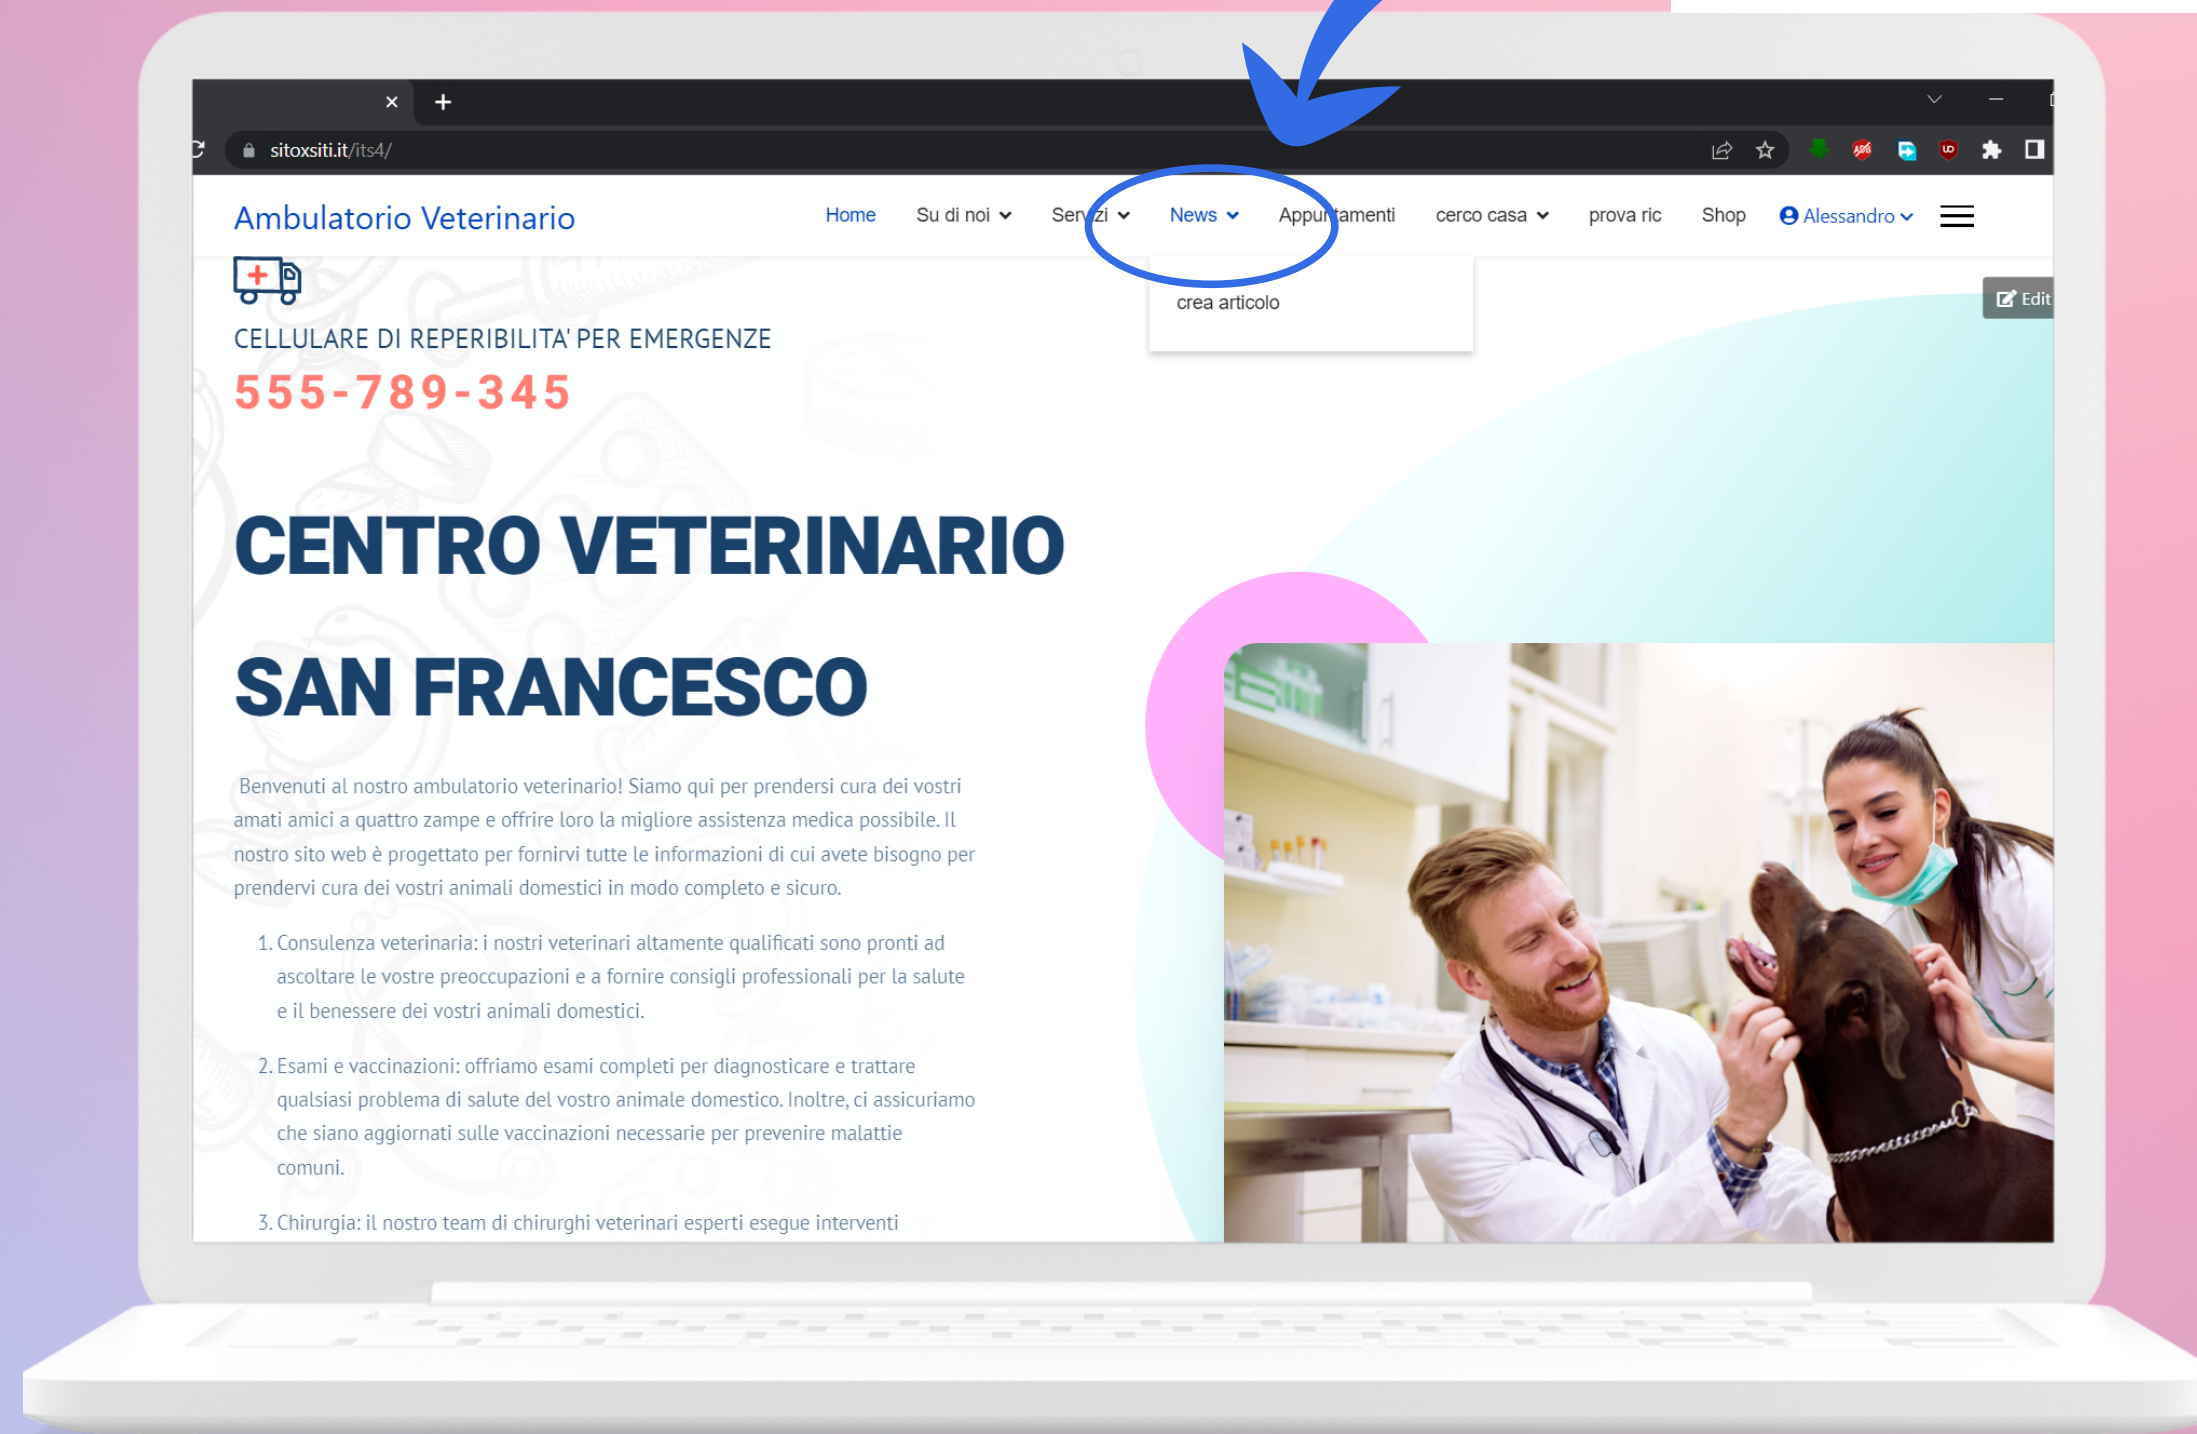 sitoxsiti.it/its4/
Ambulatorio Veterinario
Home Su di noi Servizi News Appuntamenti cerco casa prova ric Shop Alessandro
crea articolo
Edit
CELLULARE DI REPERIBILITA' PER EMERGENZE
555-789-345
CENTRO VETERINARIO
SAN FRANCESCO
Benvenuti al nostro ambulatorio veterinario! Siamo qui per prendersi cura dei vostri
amati amici a quattro zampe e offrire loro la migliore assistenza medica possibile. Il
nostro sito web è progettato per fornirvi tutte le informazioni di cui avete bisogno per
prendervi cura dei vostri animali domestici in modo completo e sicuro.
1. Consulenza veterinaria: i nostri veterinari altamente qualificati sono pronti ad
ascoltare le vostre preoccupazioni e a fornire consigli professionali per la salute
e il benessere dei vostri animali domestici.
2. Esami e vaccinazioni: offriamo esami completi per diagnosticare e trattare
qualsiasi problema di salute del vostro animale domestico. Inoltre, ci assicuriamo
che siano aggiornati sulle vaccinazioni necessarie per prevenire malattie
comuni.
3. Chirurgia: il nostro team di chirurghi veterinari esperti esegue interventi